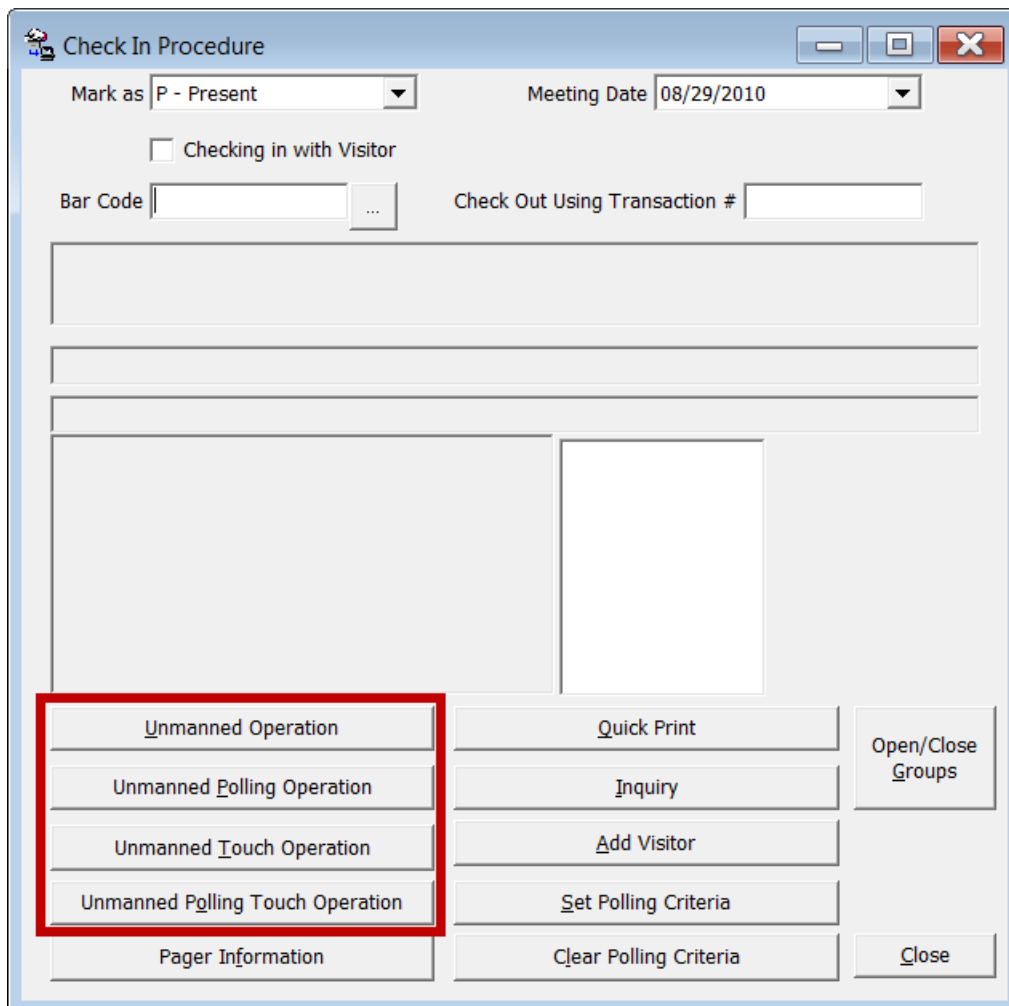 Check In Procedure
Mark as P - Present Meeting Date 08/29/2010
Checking in with Visitor
Bar Code ... Check Out Using Transaction #
Unmanned Operation Quick Print Open/Close Groups
Unmanned Polling Operation Inquiry
Unmanned Touch Operation Add Visitor
Unmanned Polling Touch Operation Set Polling Criteria
Pager Information Clear Polling Criteria Close